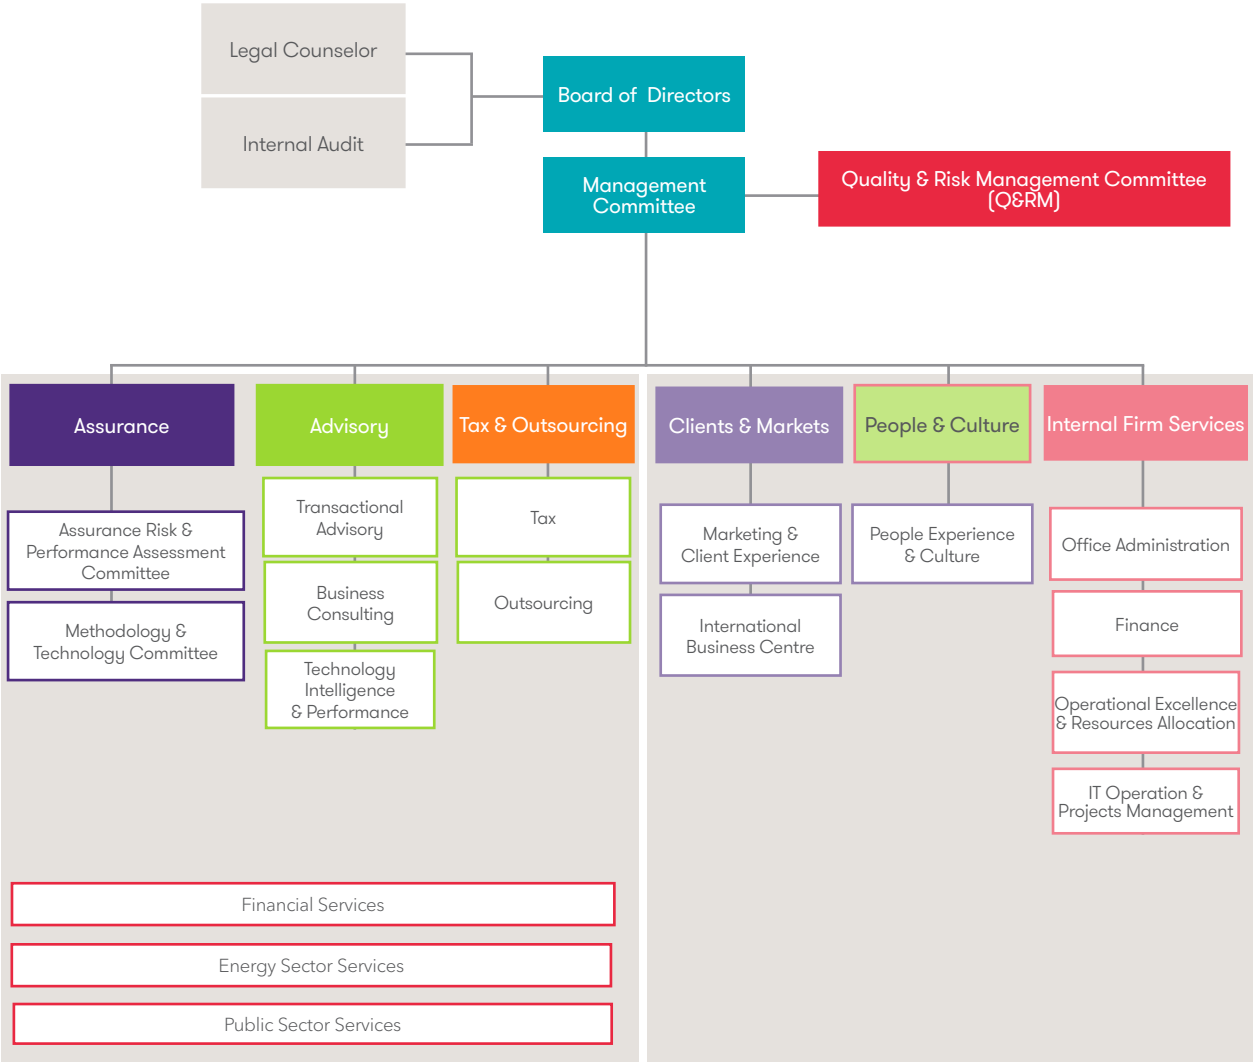 Legal Counselor
Internal Audit
Board of Directors
Management
Committee
Quality & Risk Management Committee
(Q&RM)
Assurance
Assurance Risk &
Performance Assessment
Committee
Methodology &
Technology Committee
Advisory
Transactional
Advisory
Business
Consulting
Technology
Intelligence
& Performance
Tax & Outsourcing
Tax
Outsourcing
Clients & Markets
Marketing &
Client Experience
International
Business Centre
People & Culture
People Experience
& Culture
Internal Firm Services
Office Administration
Finance
Operational Excellence
& Resources Allocation
IT Operation &
Projects Management
Financial Services
Energy Sector Services
Public Sector Services